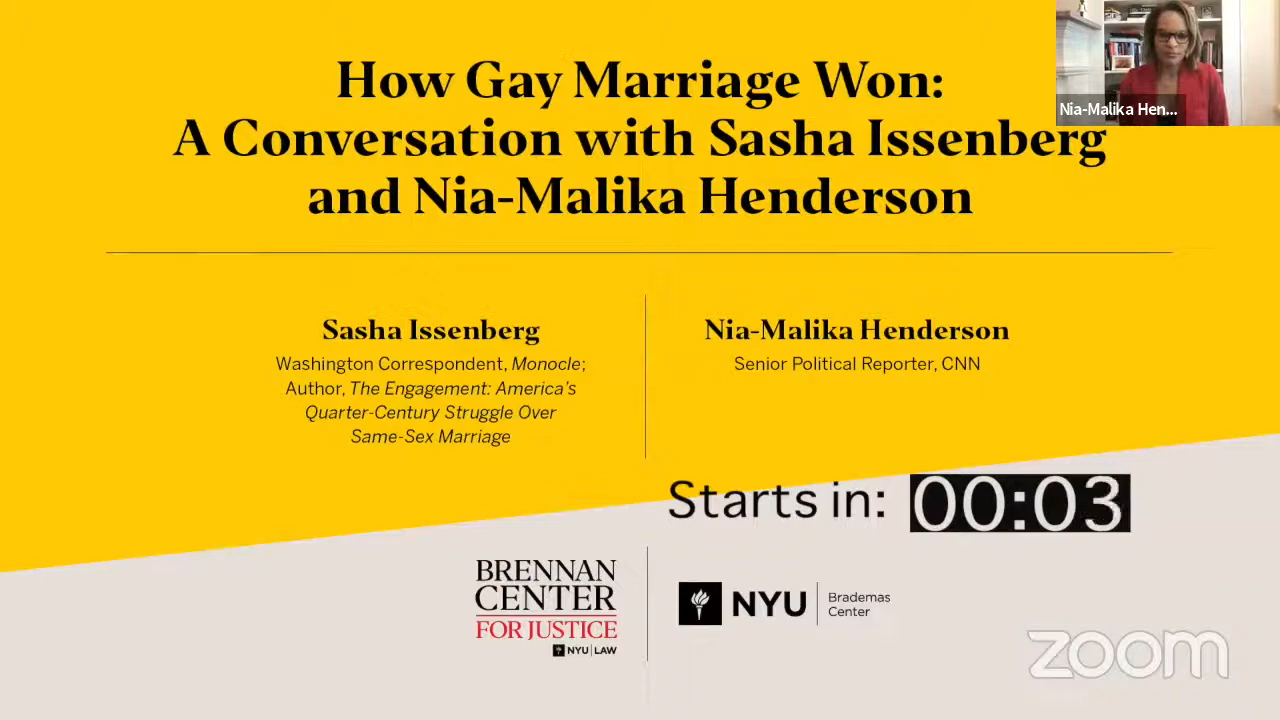 How Gay Marriage Won:
A Conversation with Sasha Issenberg
and Nia-Malika Henderson
Nia-Malika Hen...
Sasha Issenberg
Washington Correspondent, Monocle;
Author, The Engagement: America's
Quarter-Century Struggle Over
Same-Sex Marriage
Nia-Malika Henderson
Senior Political Reporter, CNN
Starts in: 00:03
BRENNAN
CENTER
FOR JUSTICE
NYU LAW
NYU
Brademas
Center
zoom